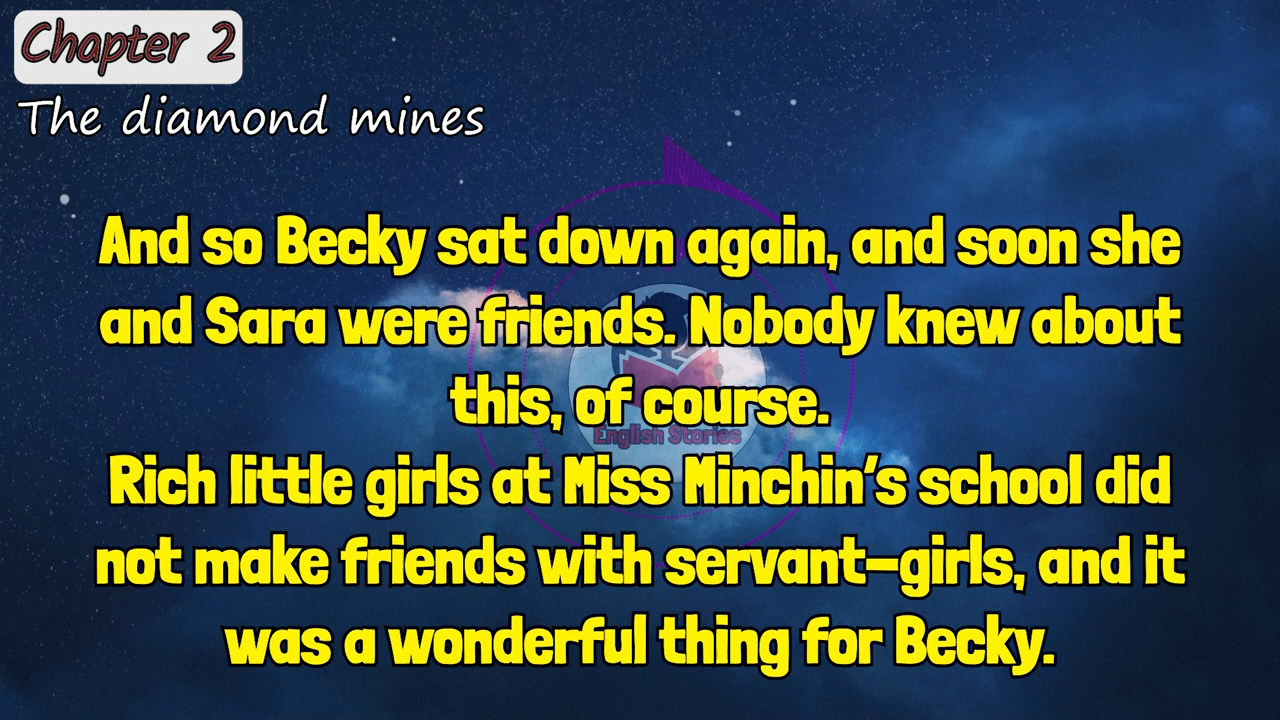 Chapter 2
The diamond mines
And so Becky sat down again, and soon she
and Sara were friends. Nobody knew about
this, of course.
English Stories
Rich little girls at Miss Minchin's school did
not make friends with servant–girls, and it
was a wonderful thing for Becky.